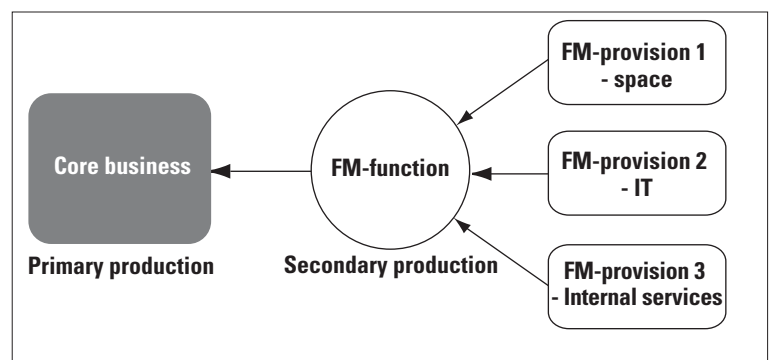 Core business
Primary production
FM-function
Secondary production
FM-provision 1
- space
FM-provision 2
- IT
FM-provision 3
- Internal services